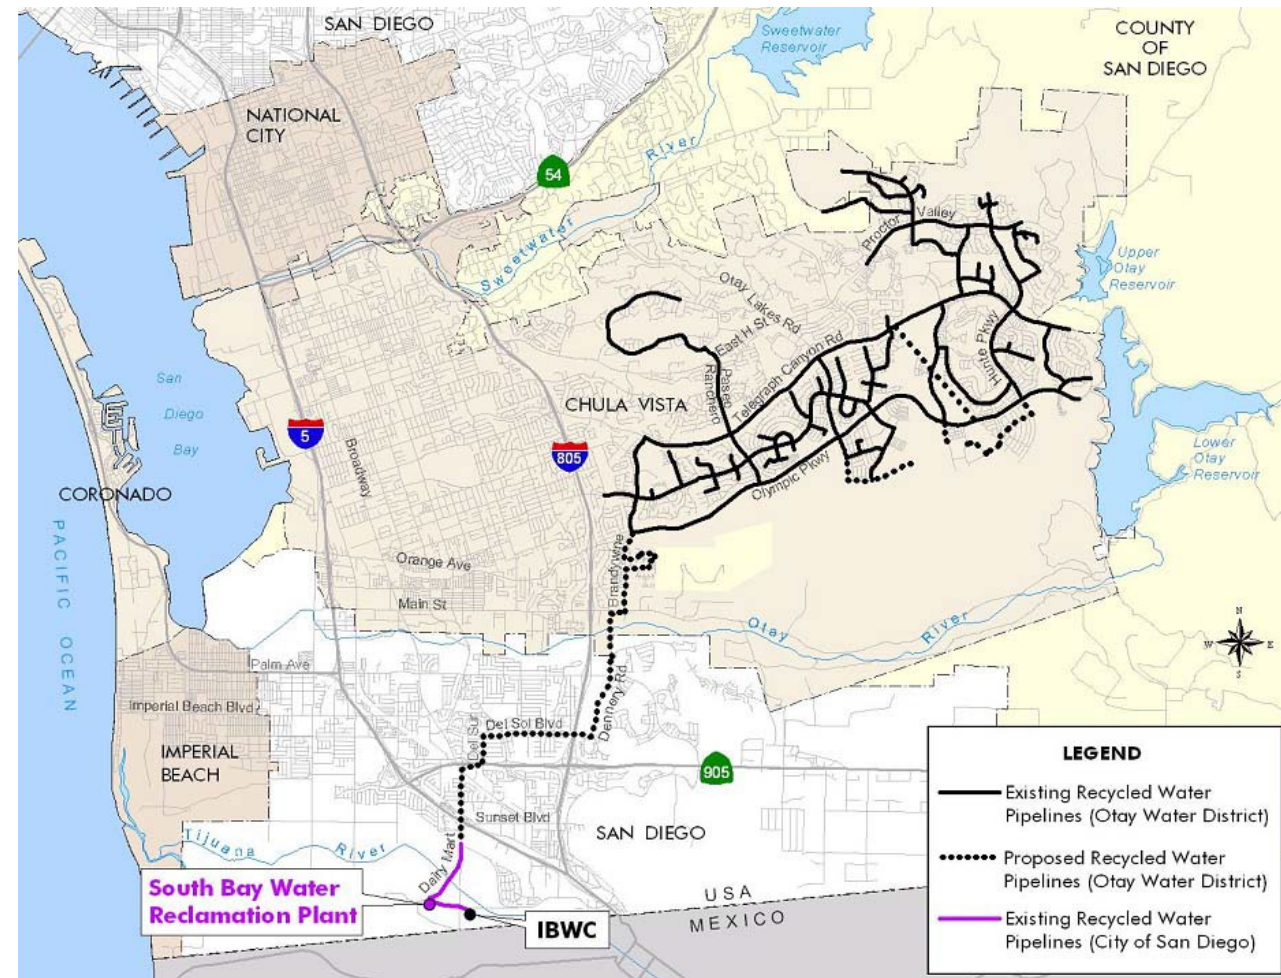 SAN DIEGO
COUNTY
OF
SAN DIEGO
Sweetwater
Reservoir
NATIONAL
CITY
54
River
Sweetwater
Proctor Valley
Upper
Otay
Reservoir
Otay Lakes Rd
East H St
Paseo
Ranchero
Telegraph Canyon Rd
Hunte Pkwy
San
Diego
Bay
CHULA VISTA
5
805
Broadway
Olympic Pkwy
Lower
Otay
Reservoir
CORONADO
PACIFIC OCEAN
Orange Ave
Main St
Brandywne
Otay River
N
W E
S
Palm Ave
Imperial Beach Blvd
Dennery Rd
Del Sol Blvd
Del Sur
IMPERIAL
BEACH
905
Sunset Blvd
SAN DIEGO
Tijuana River
Dairy Mart
South Bay Water
Reclamation Plant
IBWC
USA
MEXICO
LEGEND
Existing Recycled Water
Pipelines (Otay Water District)
Proposed Recycled Water
Pipelines (Otay Water District)
Existing Recycled Water
Pipelines (City of San Diego)